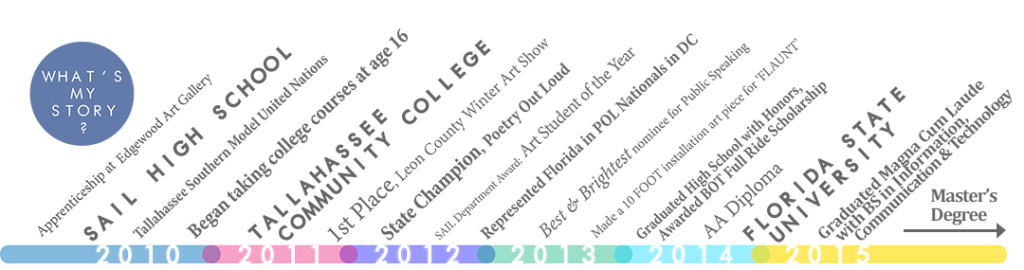 WHAT'S
MY
STORY
?
Apprenticeship at Edgewood Art Gallery
SAIL HIGH SCHOOL
Tallahassee Southern Model United Nations
Began taking college courses at age 16
TALLAHASSEE
COMMUNITY COLLEGE
1st Place, Leon County Winter Art Show
State Champion, Poetry Out Loud
SAIL Department Award: Art Student of the Year
Represented Florida in POL Nationals in DC
Best & Brightest nominee for Public Speaking
Made a 10 FOOT installation art piece for 'FLAUNT'
Graduated High School with Honors,
Awarded BOT Full Ride Scholarship
AA Diploma
FLORIDA STATE
UNIVERSITY
Graduated Magna Cum Laude
with BS in Information,
Communication & Technology
Master's
Degree
2010 2011 2012 2013 2014 2015